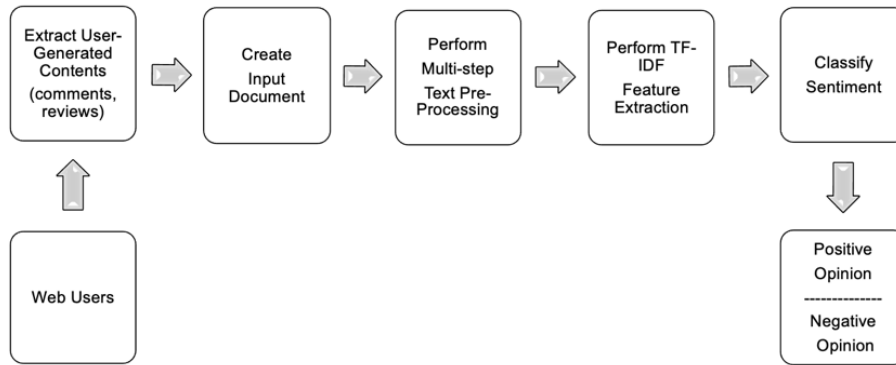 Extract User-
Generated
Contents
(comments,
reviews)
Create
Input
Document
Perform
Multi-step
Text Pre-
Processing
Perform TF-
IDF
Feature
Extraction
Classify
Sentiment
Web Users
Positive
Opinion
--------------
Negative
Opinion